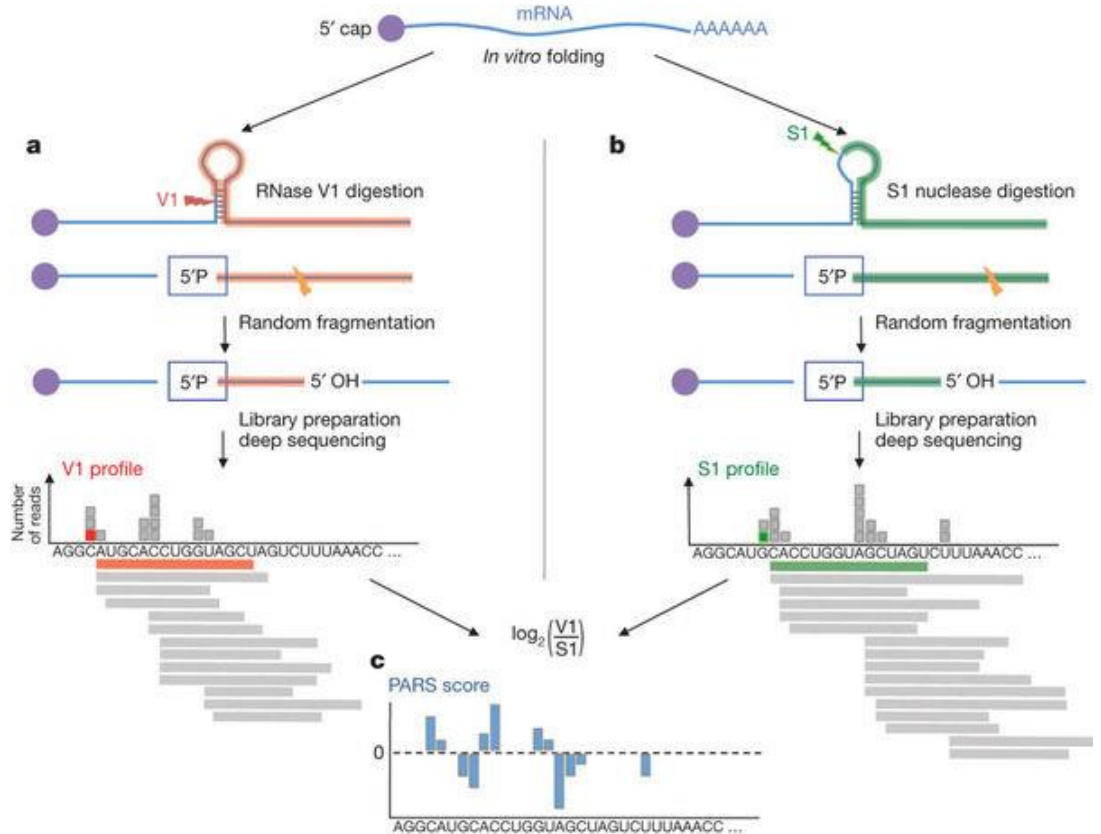 5′ cap
mRNA
AAAAAA
In vitro folding
a
V1
RNase V1 digestion
5′P
Random fragmentation
5′P
5′ OH
Library preparation
deep sequencing
V1 profile
Number
of reads
AGGCAUGCACCUGGUAGCUAGUCUUUAAACC ...
b
S1
S1 nuclease digestion
5′P
Random fragmentation
5′P
5′ OH
Library preparation
deep sequencing
S1 profile
AGGCAUGCACCUGGUAGCUAGUCUUUAAACC ...
log2(V1/S1)
c
PARS score
0
AGGCAUGCACCUGGUAGCUAGUCUUUAAACC ...